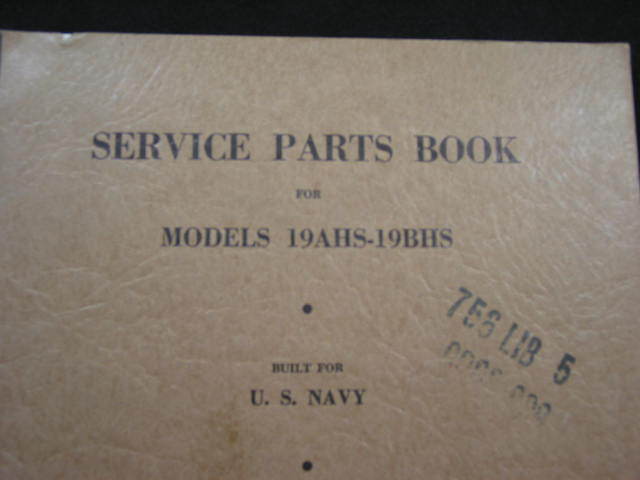 SERVICE PARTS BOOK
FOR
MODELS 19AHS-19BHS
BUILT FOR
U. S. NAVY
756 LIB 5